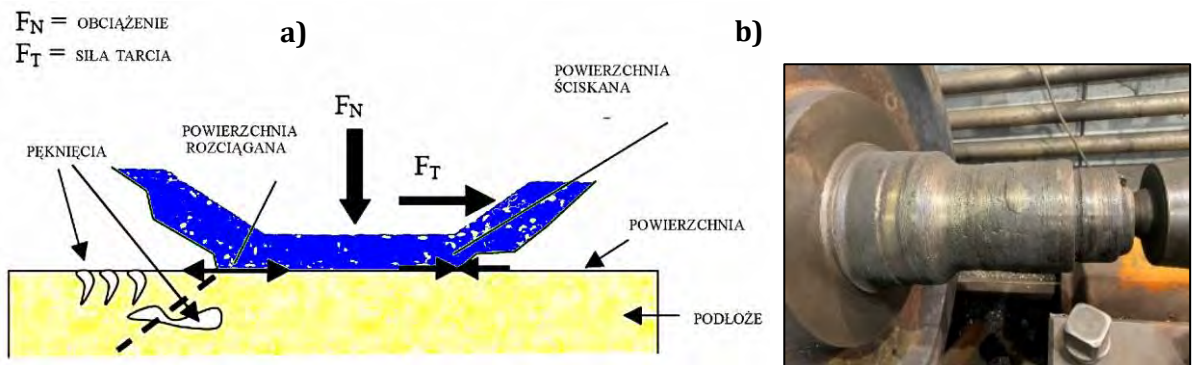 F_N = OBCIĄŻENIE
F_T = SIŁA TARCIA
a)
b)
POWIERZCHNIA
ŚCISKANA
F_N
POWIERZCHNIA
ROZCIĄGANA
PĘKNIĘCIA
F_T
POWIERZCHNIA
PODŁOŻE